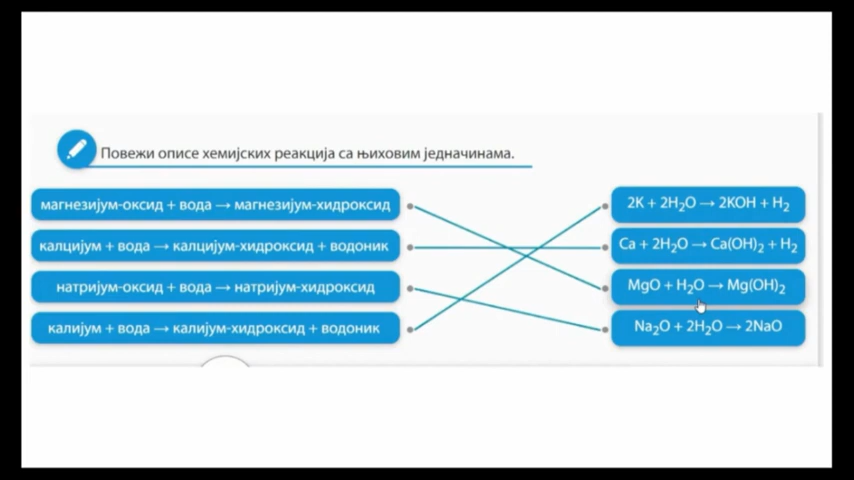 Повежи описе хемијских реакција са њиховим једначинама.
магнезијум-оксид + вода → магнезијум-хидроксид
2K + 2H₂O → 2KOH + H₂
калцијум + вода → калцијум-хидроксид + водоник
Ca + 2H₂O → Ca(OH)₂ + H₂
натријум-оксид + вода → натријум-хидроксид
MgO + H₂O → Mg(OH)₂
калијум + вода → калијум-хидроксид + водоник
Na₂O + 2H₂O → 2NaO